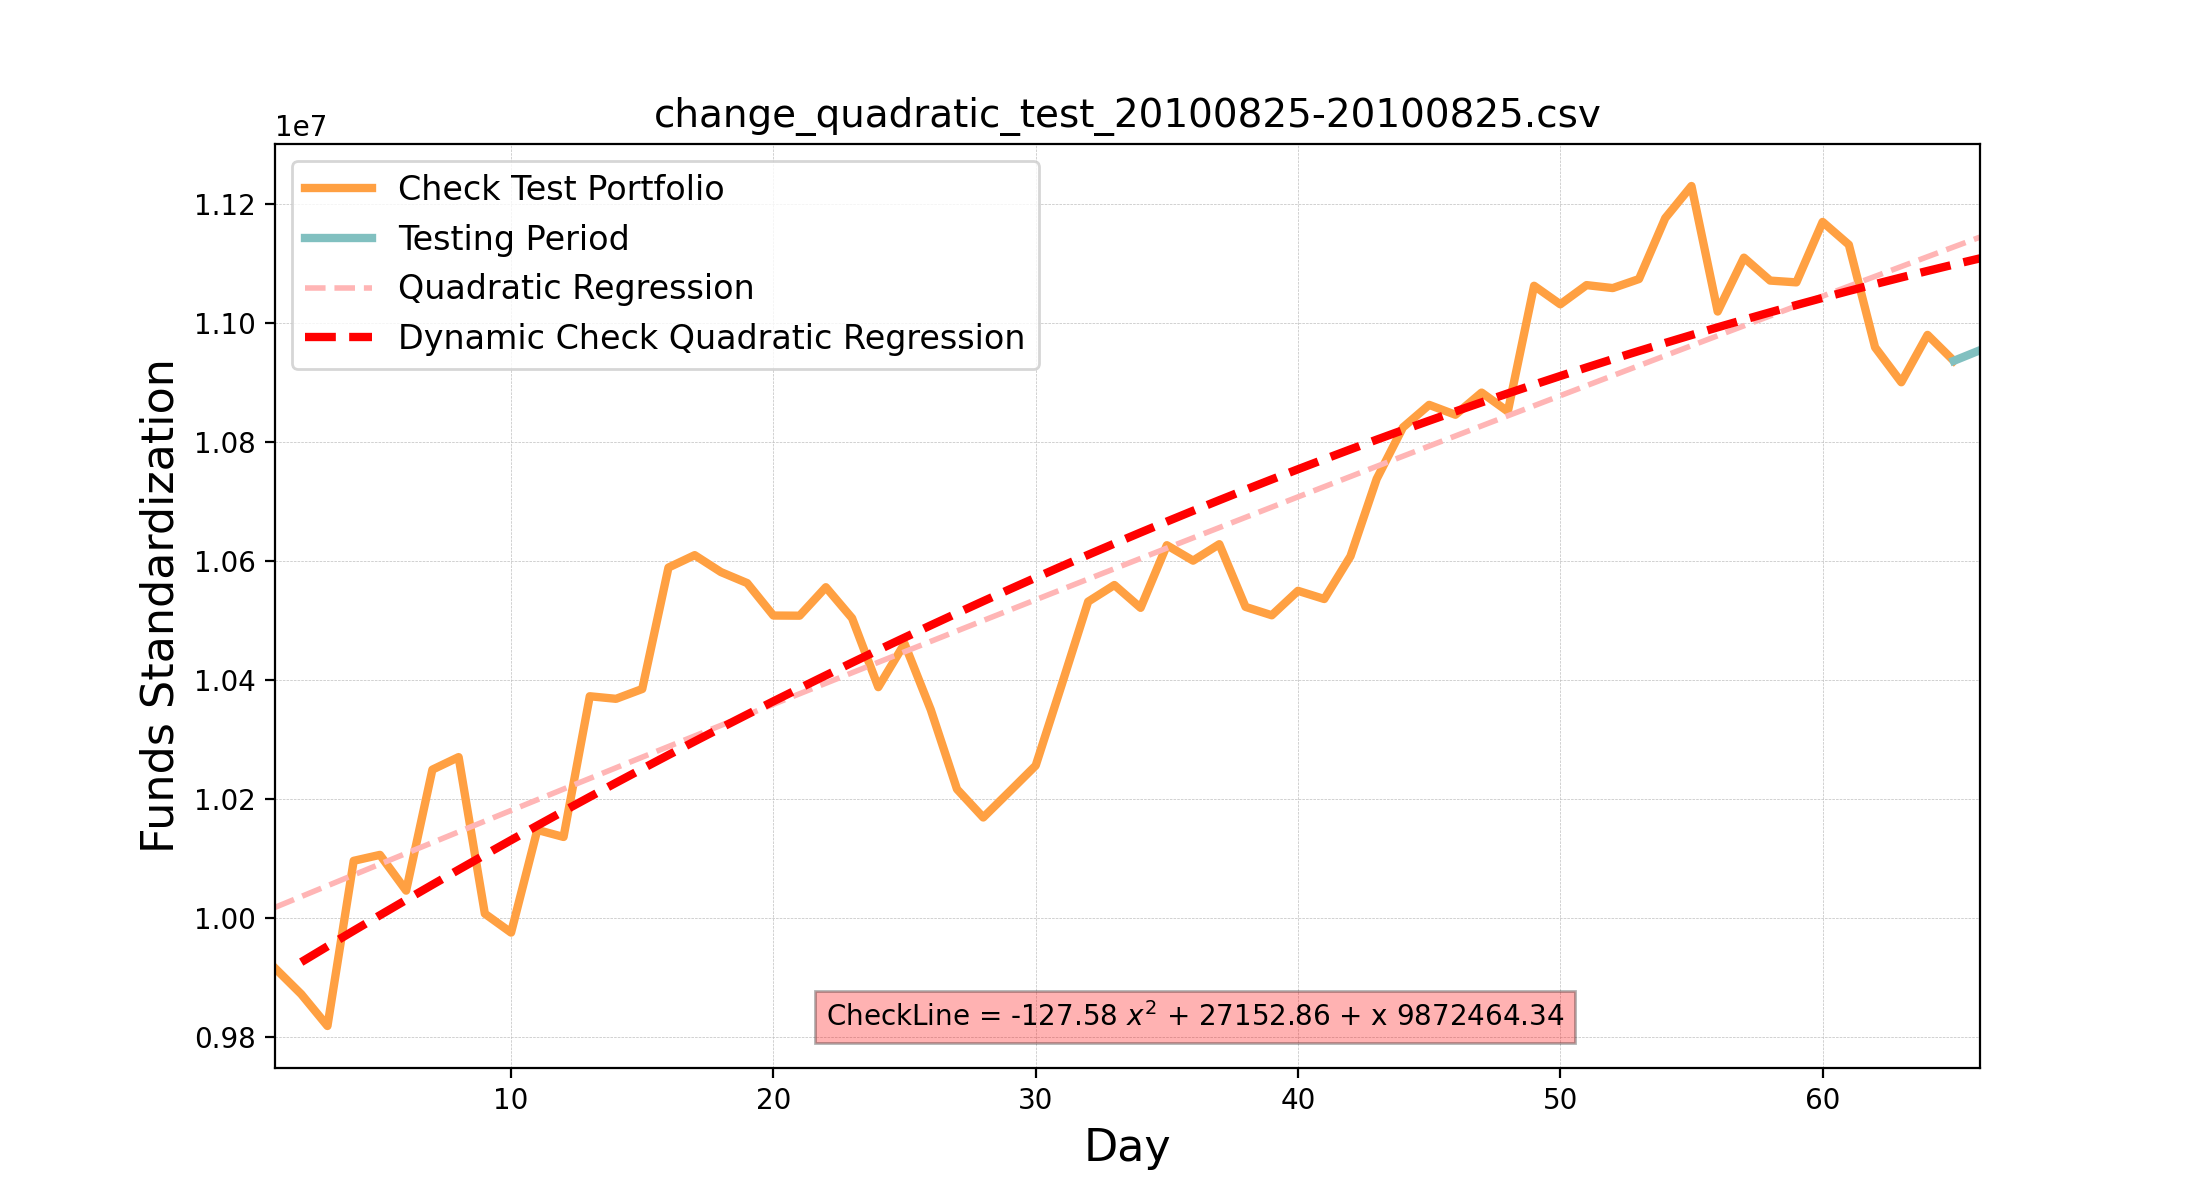 change_quadratic_test_20100825-20100825.csv
1e7
Check Test Portfolio
Testing Period
Quadratic Regression
Dynamic Check Quadratic Regression
1.12
1.10
1.08
1.06
1.04
1.02
1.00
0.98
Funds Standardization
CheckLine = -127.58 x² + 27152.86 + x 9872464.34
10 20 30 40 50 60
Day